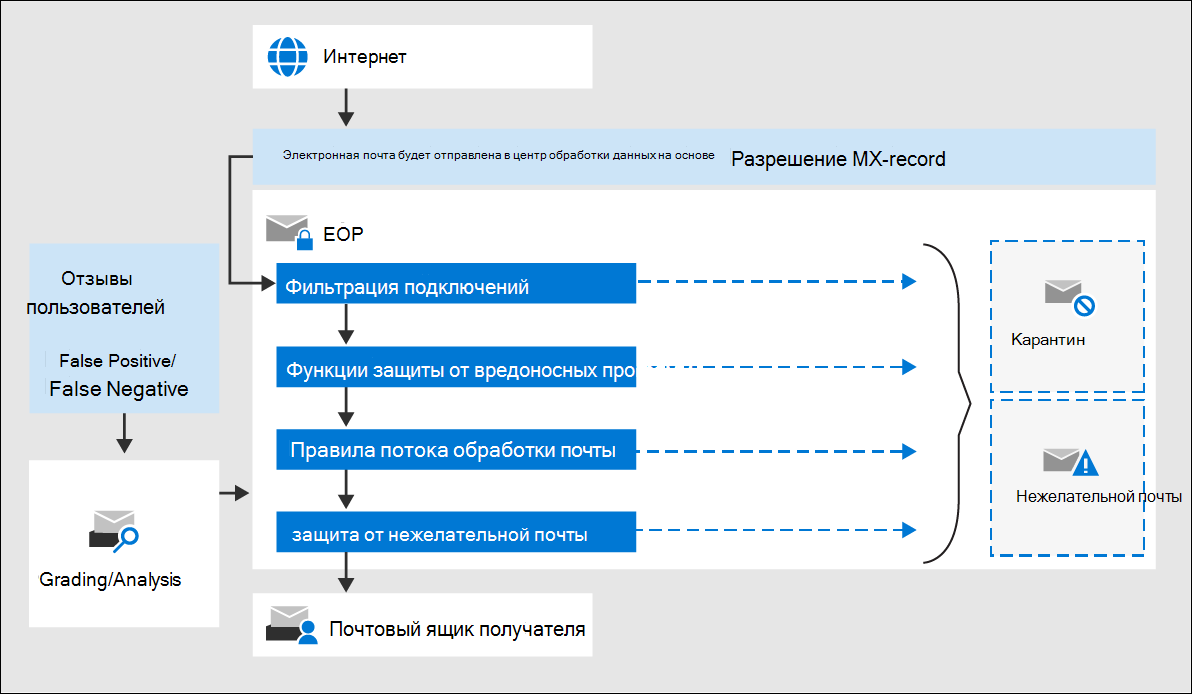 Интернет
Электронная почта будет отправлена в центр обработки данных на основе Разрешение MX-record
EOP
Фильтрация подключений
Функции защиты от вредоносных
Правила потока обработки почты
защита от нежелательной почты
Почтовый ящик получателя
Отзывы
пользователей
False Positive/
False Negative
Grading/Analysis
Карантин
Нежелательной почты